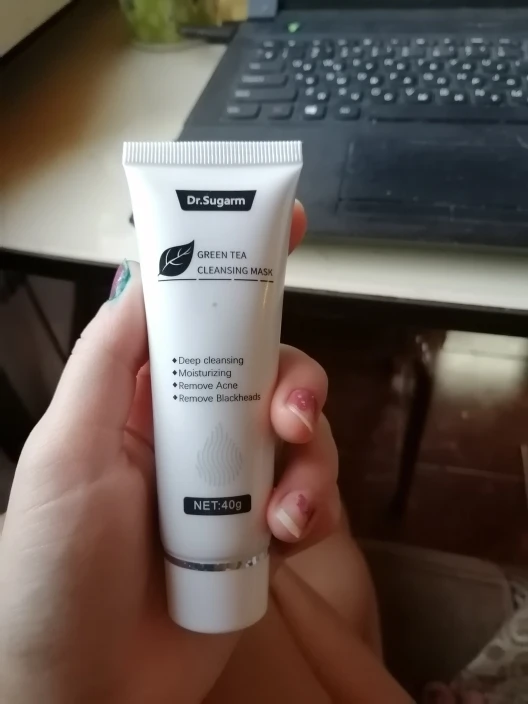 Dr.Sugarm
GREEN TEA
CLEANSING MASK
◆Deep cleansing
◆Moisturizing
◆Remove Acne
◆Remove Blackheads
NET:40g